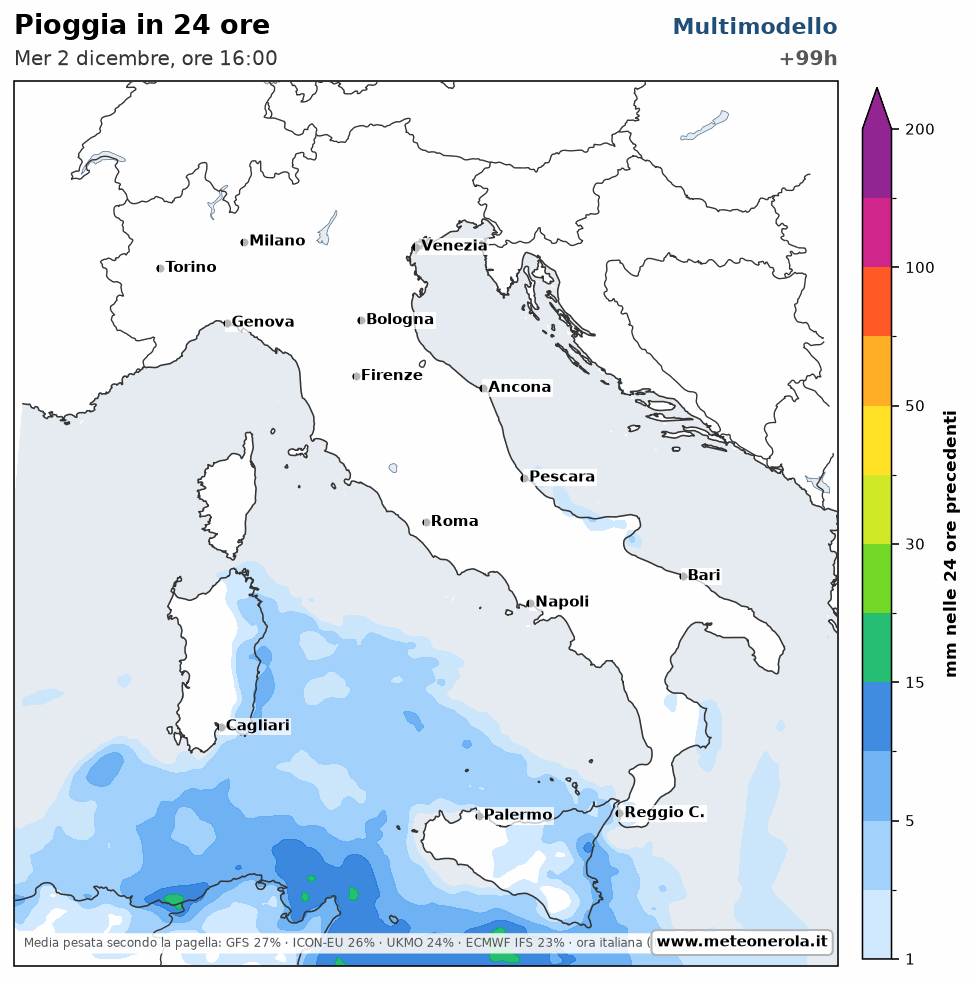 Pioggia in 24 ore
Multimodello
Mer 2 dicembre, ore 16:00
+99h
200
Milano
Venezia
Torino
100
Genova
Bologna
Firenze
Ancona
50
Pescara
Roma
30
Bari
Napoli
mm nelle 24 ore precedenti
15
Cagliari
Palermo
Reggio C.
5
Media pesata secondo la pagella: GFS 27% · ICON-EU 26% · UKMO 24% · ECMWF IFS 23% · ora italiana (
www.meteonerola.it
1